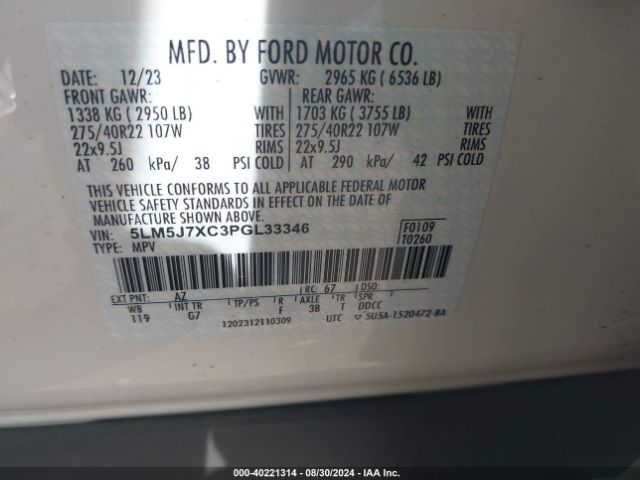 MFD. BY FORD MOTOR CO.
DATE: 12/23 GVWR: 2965 KG ( 6536 LB)
FRONT GAWR: REAR GAWR:
1338 KG ( 2950 LB) WITH 1703 KG ( 3755 LB) WITH
275/40R22 107W TIRES 275/40R22 107W TIRES
22x9.5J RIMS 22x9.5J RIMS
AT 260 kPa/ 38 PSI COLD AT 290 kPa/ 42 PSI COLD
THIS VEHICLE CONFORMS TO ALL APPLICABLE FEDERAL MOTOR
VEHICLE SAFETY STANDARDS IN EFFECT ON THE DATE OF
MANUFACTURE SHOWN ABOVE.
VIN: 5LM5J7XC3PGL33346 F0109
TYPE: MPV T0260
EXT PNT: AZ RC: 67 DSO:
WB INT TR TP/PS R AXLE TR SPR
119 G7 F 3B T DDCC
1202312110309 UTC ▽ SU5A-1520472-BA
000-40221314 - 08/30/2024 - IAAI.COM